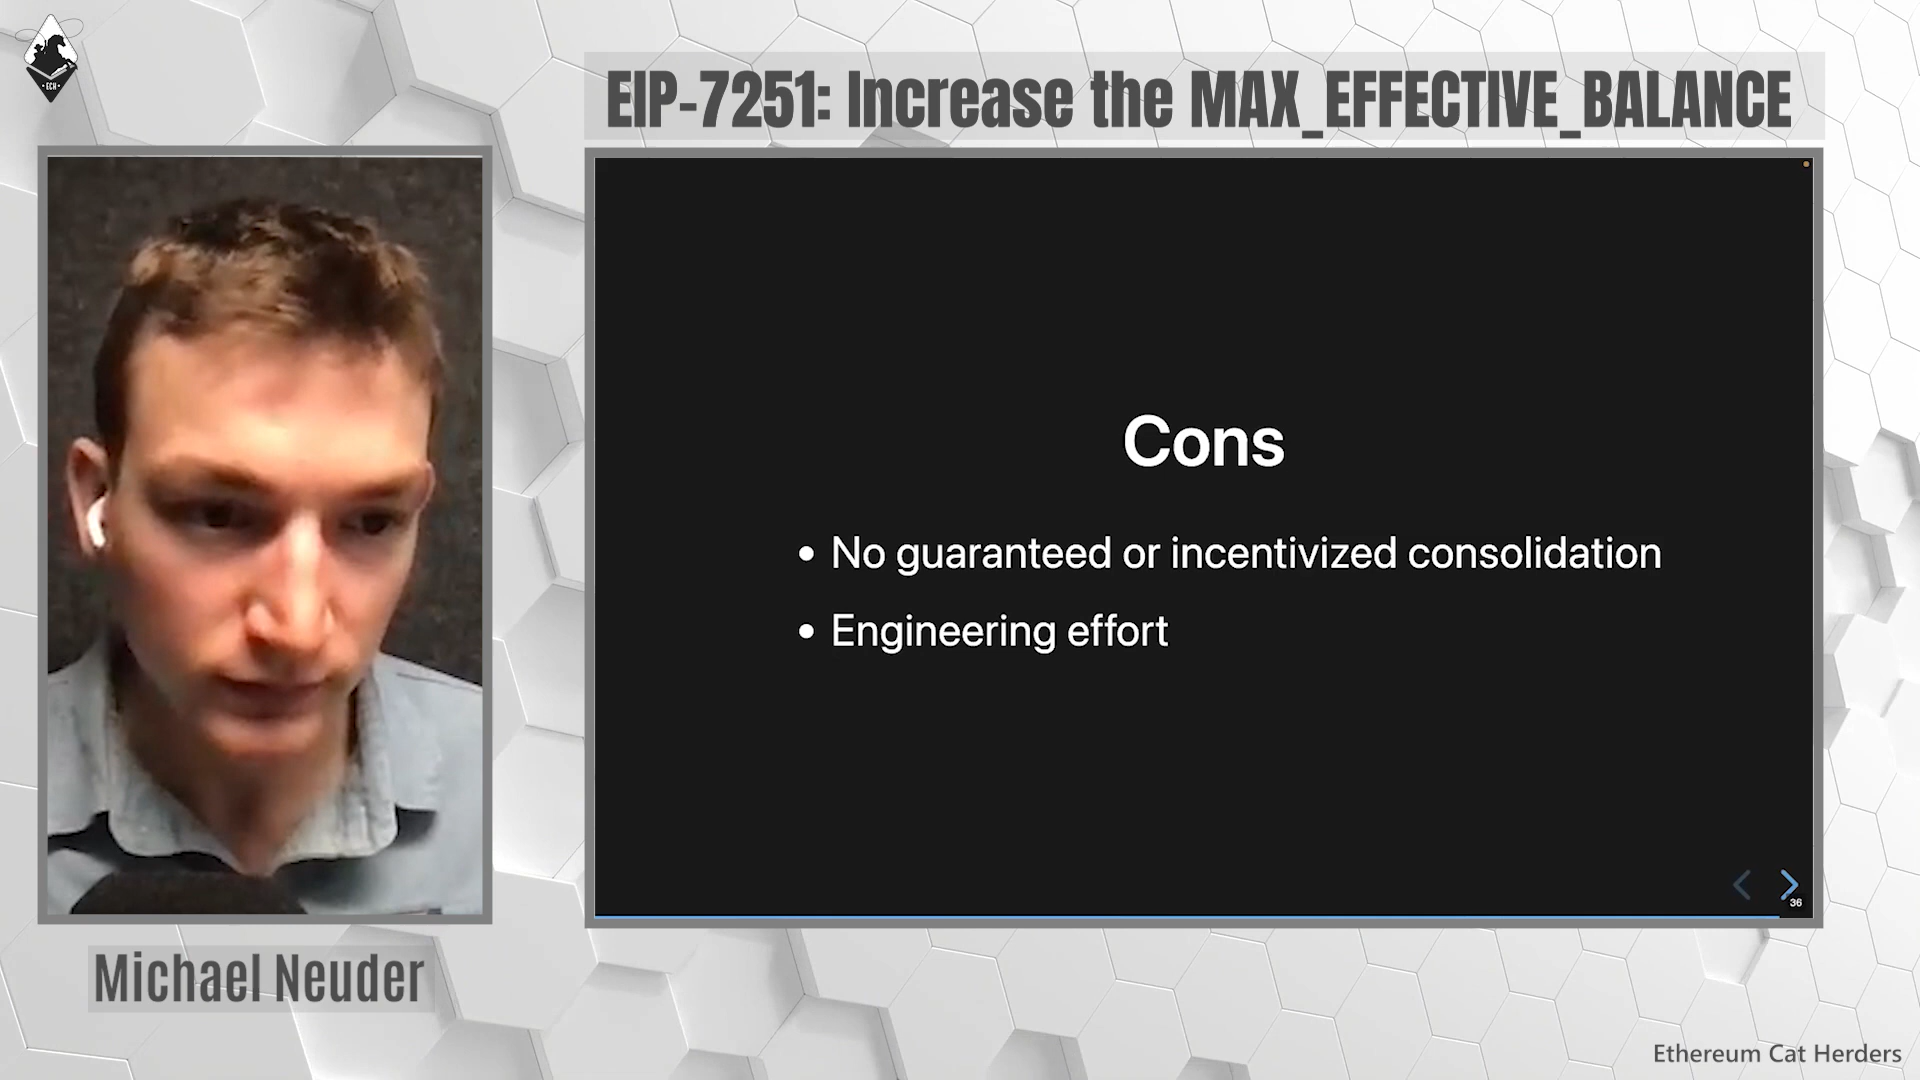 ECH
EIP-7251: Increase the MAX_EFFECTIVE_BALANCE
Cons
• No guaranteed or incentivized consolidation
• Engineering effort
36
Michael Neuder
Ethereum Cat Herders